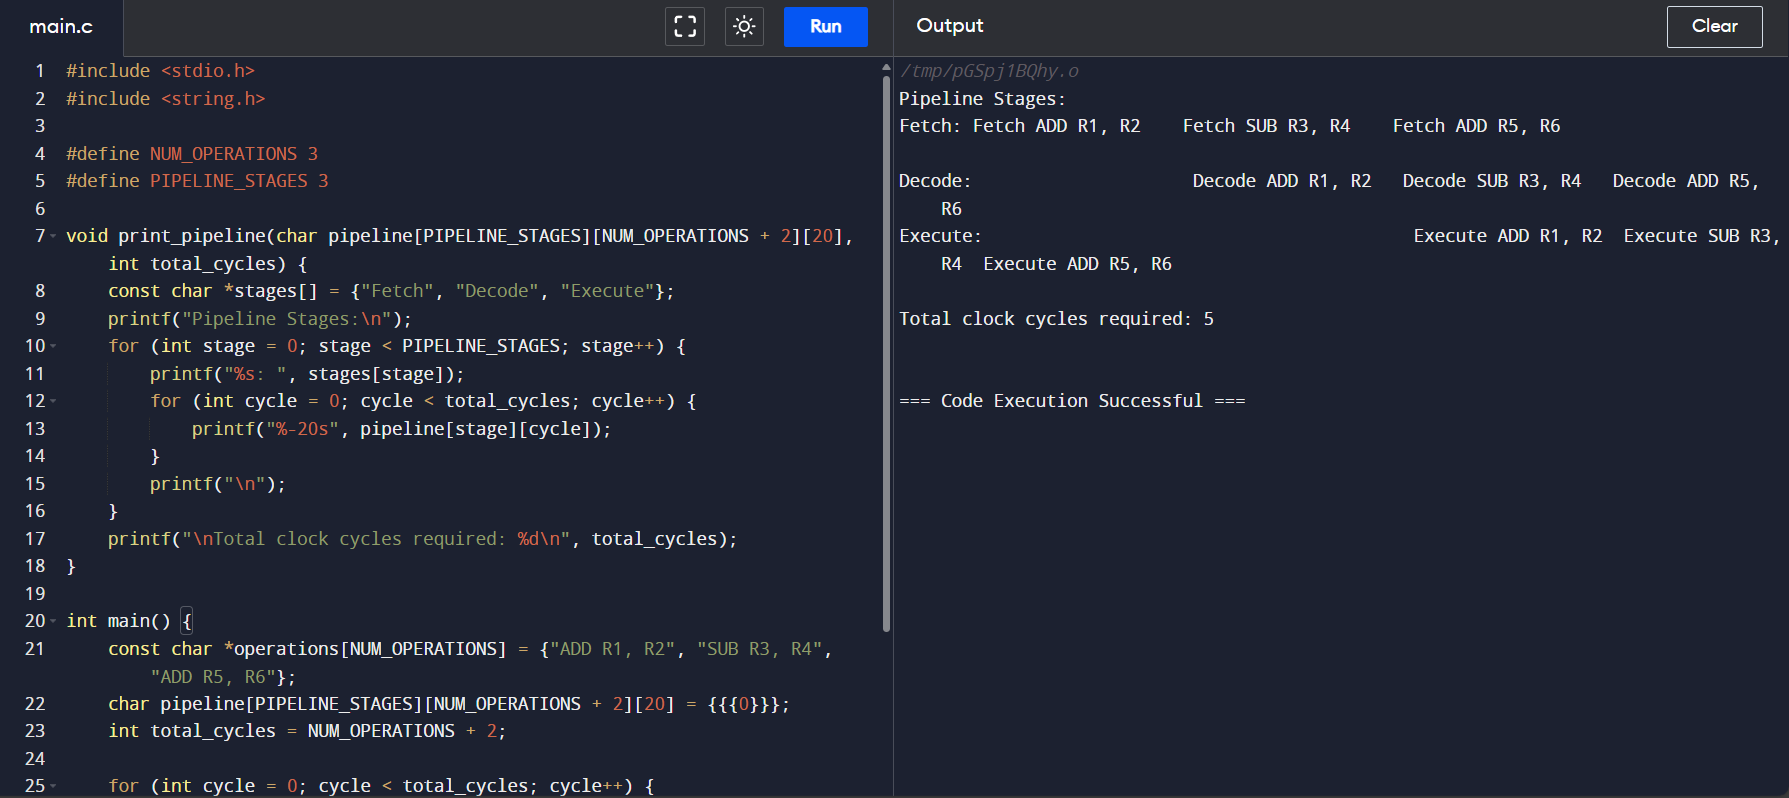 main.c
Run
Output
Clear
1 #include <stdio.h>
2 #include <string.h>
3
4 #define NUM_OPERATIONS 3
5 #define PIPELINE_STAGES 3
6
7 void print_pipeline(char pipeline[PIPELINE_STAGES][NUM_OPERATIONS + 2][20],
int total_cycles) {
8 const char *stages[] = {"Fetch", "Decode", "Execute"};
9 printf("Pipeline Stages:\n");
10 for (int stage = 0; stage < PIPELINE_STAGES; stage++) {
11 printf("%s: ", stages[stage]);
12 for (int cycle = 0; cycle < total_cycles; cycle++) {
13 printf("%-20s", pipeline[stage][cycle]);
14 }
15 printf("\n");
16 }
17 printf("\nTotal clock cycles required: %d\n", total_cycles);
18 }
19
20 int main() {
21 const char *operations[NUM_OPERATIONS] = {"ADD R1, R2", "SUB R3, R4",
"ADD R5, R6"};
22 char pipeline[PIPELINE_STAGES][NUM_OPERATIONS + 2][20] = {{{0}}};
23 int total_cycles = NUM_OPERATIONS + 2;
24
25 for (int cycle = 0; cycle < total_cycles; cycle++) {
/tmp/pGSpj1BQhy.o
Pipeline Stages:
Fetch: Fetch ADD R1, R2    Fetch SUB R3, R4    Fetch ADD R5, R6
Decode:                     Decode ADD R1, R2   Decode SUB R3, R4   Decode ADD R5,
R6
Execute:                                         Execute ADD R1, R2  Execute SUB R3,
R4  Execute ADD R5, R6
Total clock cycles required: 5
=== Code Execution Successful ===